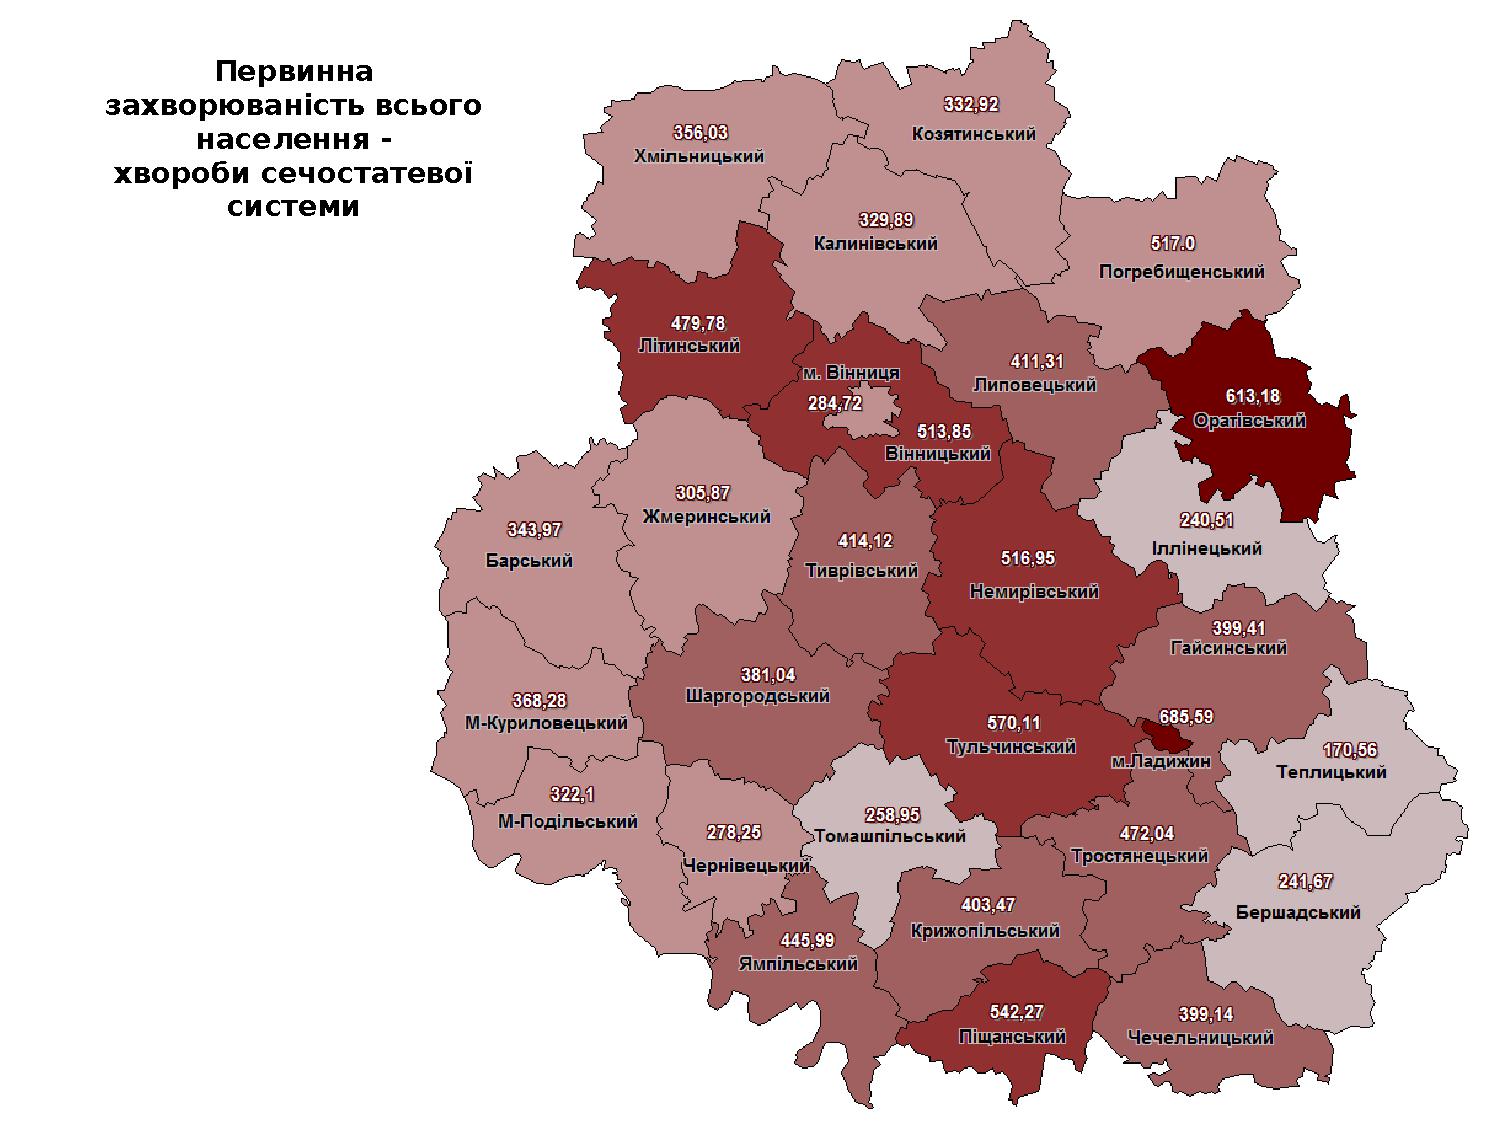 Первинна
захворюваність всього
населення -
хвороби сечостатевої
системи
332,92
Козятинський
356,03
Хмільницький
329,89
Калинівський
517.0
Погребищенський
479,78
Літинський
411,31
Липовецький
м. Вінниця
284,72
613,18
Оратівський
513,85
Вінницький
305,87
Жмеринський
343,97
Барський
414,12
Тиврівський
516,95
Немирівський
240,51
Іллінецький
399,41
Гайсинський
381,04
Шаргородський
368,28
М-Куриловецький
570,11
Тульчинський
685,59
м.Ладижин
170,56
Теплицький
322,1
М-Подільський
278,25
Чернівецький
258,95
Томашпільський
472,04
Тростянецький
241,67
Бершадський
403,47
Крижопільський
445,99
Ямпільський
542,27
Піщанський
399,14
Чечельницький